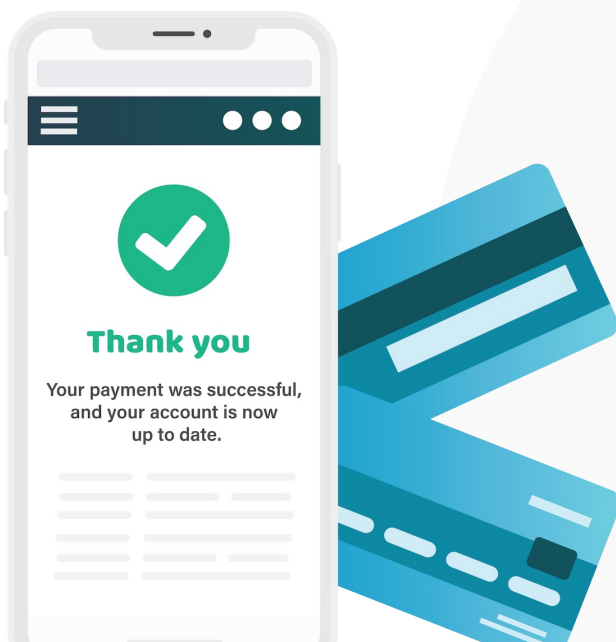 Thank you
Your payment was successful,
and your account is now
up to date.